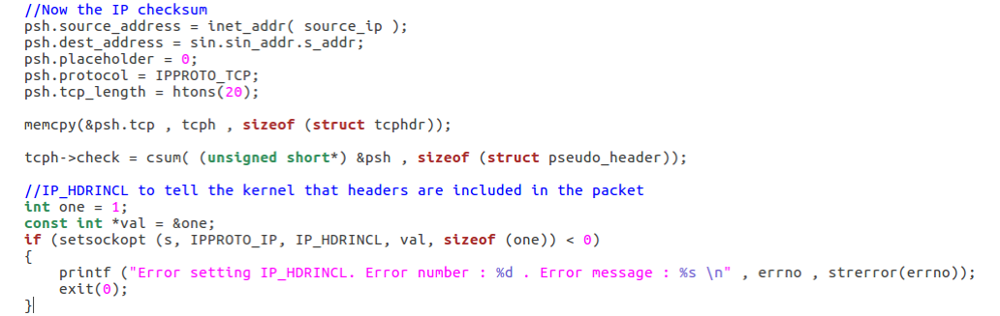 //Now the IP checksum
psh.source_address = inet_addr( source_ip );
psh.dest_address = sin.sin_addr.s_addr;
psh.placeholder = 0;
psh.protocol = IPPROTO_TCP;
psh.tcp_length = htons(20);
memcpy(&psh.tcp , tcph , sizeof (struct tcphdr));
tcph->check = csum( (unsigned short*) &psh , sizeof (struct pseudo_header));
//IP_HDRINCL to tell the kernel that headers are included in the packet
int one = 1;
const int *val = &one;
if (setsockopt (s, IPPROTO_IP, IP_HDRINCL, val, sizeof (one)) < 0)
{
    printf ("Error setting IP_HDRINCL. Error number : %d . Error message : %s \n" , errno , strerror(errno));
    exit(0);
}